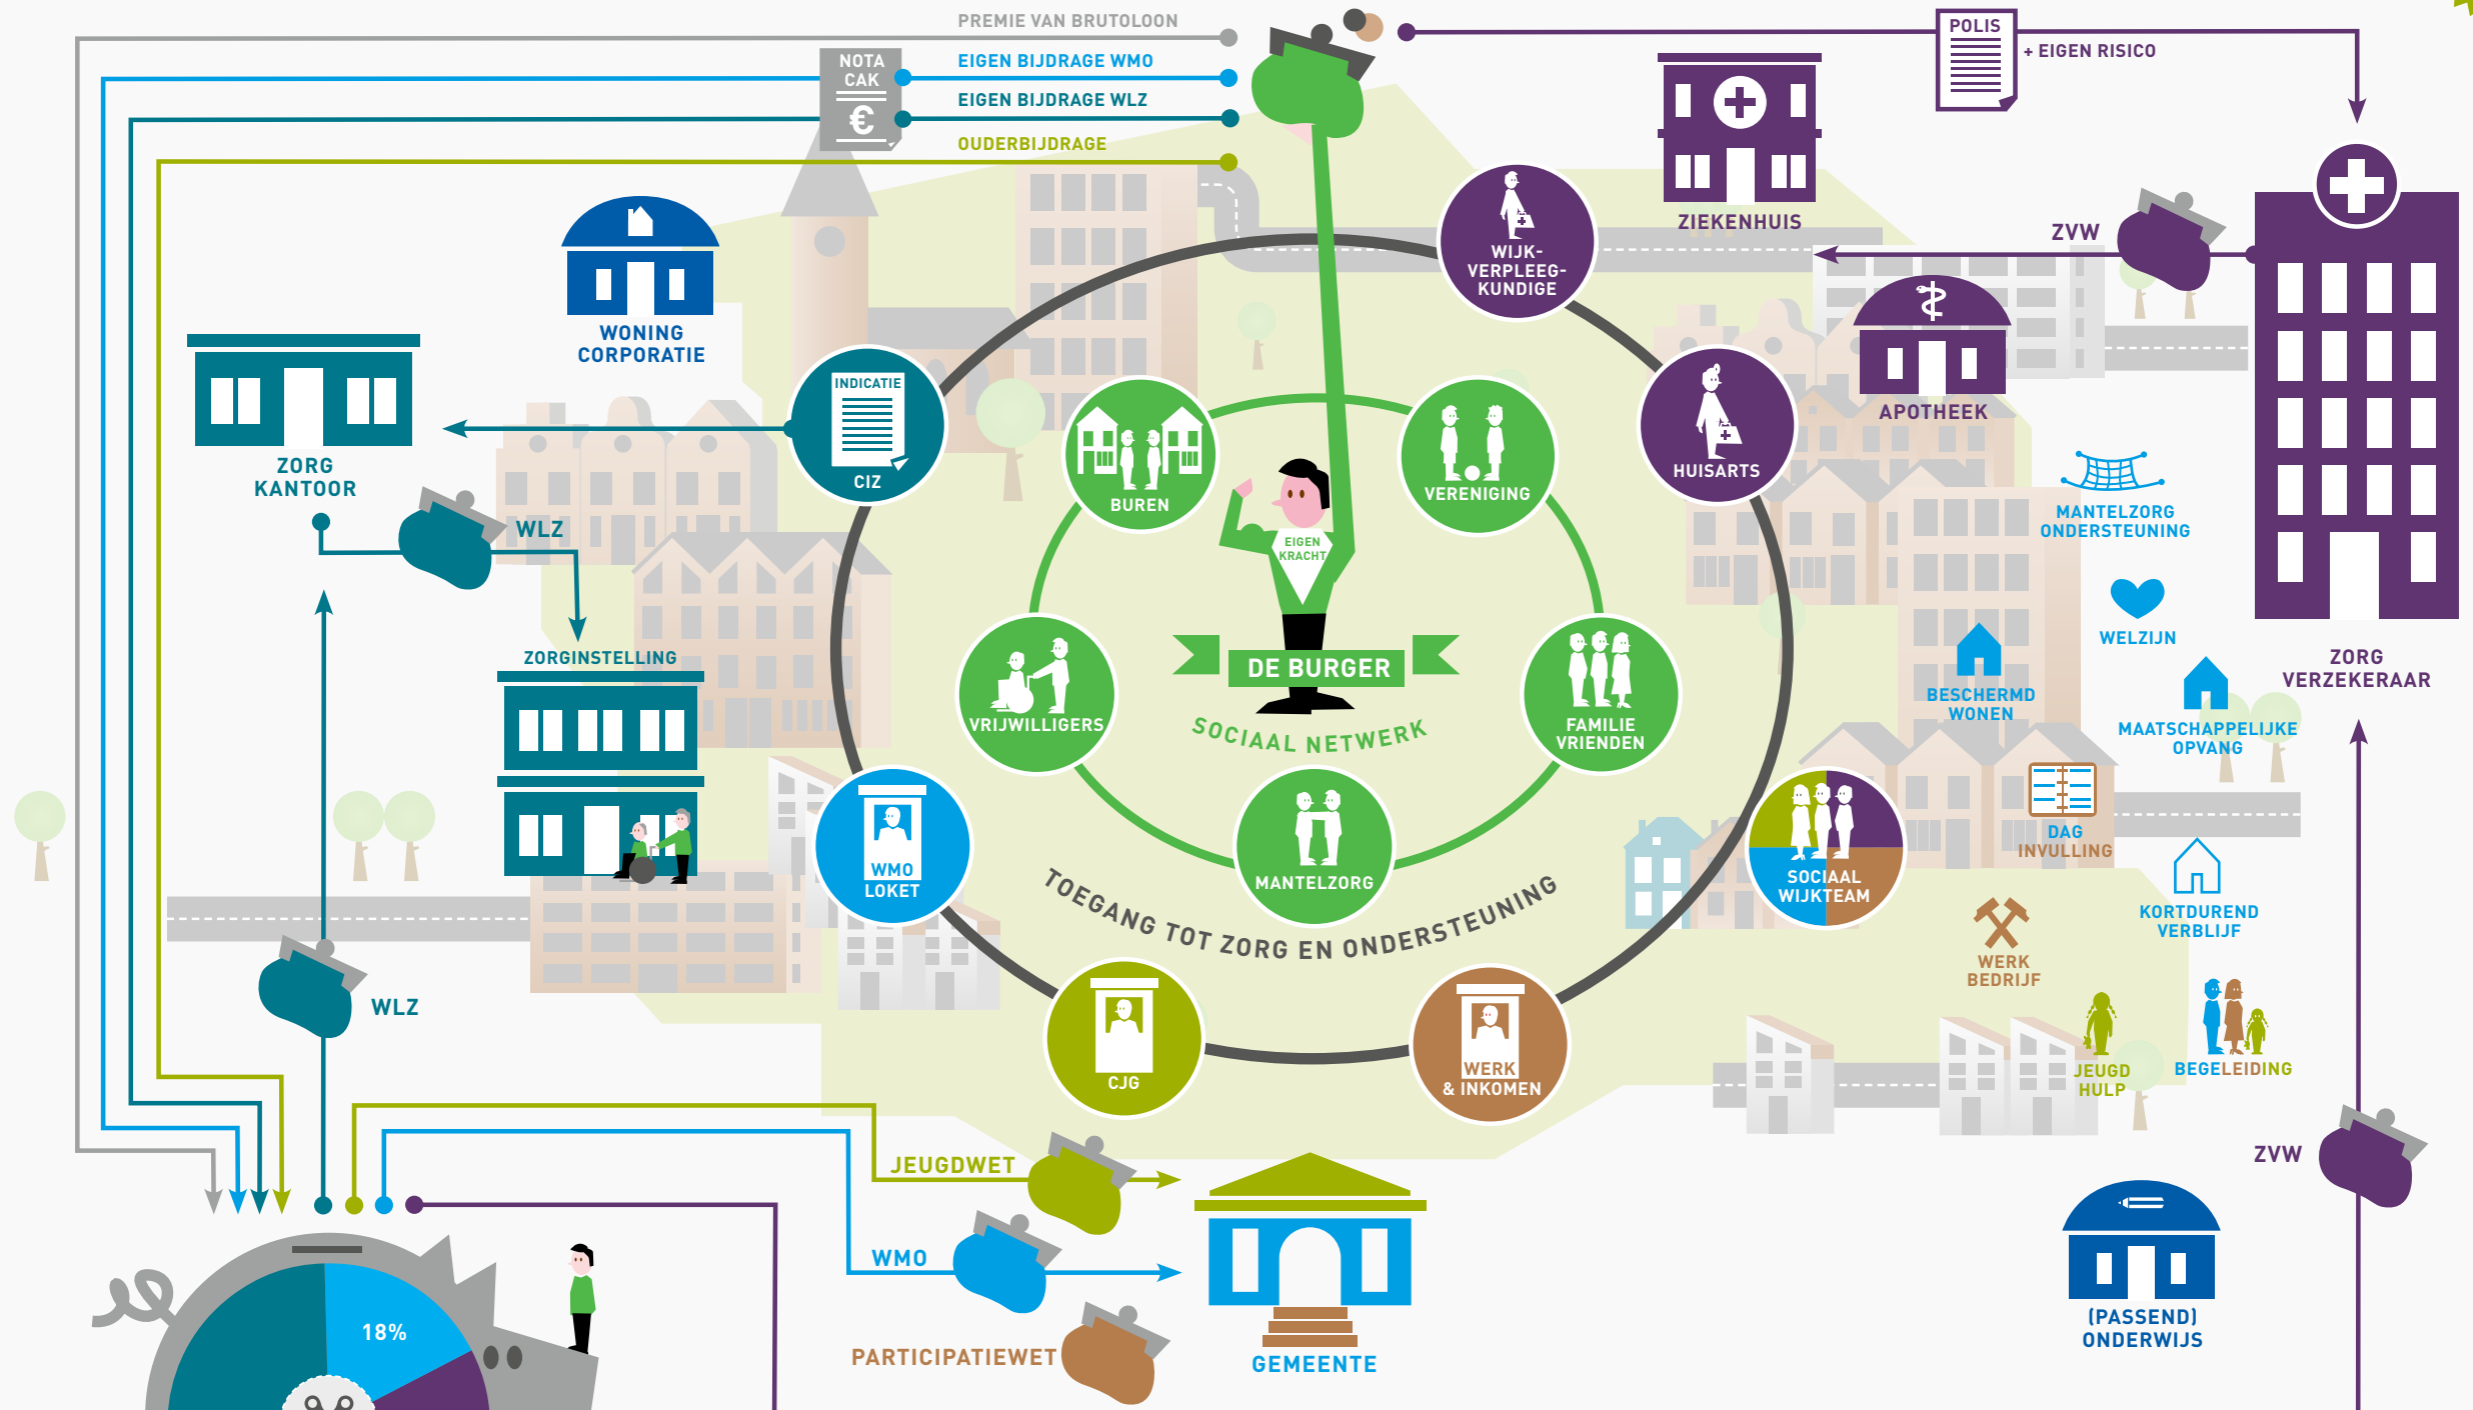 PREMIE VAN BRUTOLOON
NOTA
CAK
€
EIGEN BIJDRAGE WMO
EIGEN BIJDRAGE WLZ
OUDERBIJDRAGE
POLIS
+ EIGEN RISICO
ZIEKENHUIS
ZVW
WIJK-
VERPLEEG-
KUNDIGE
WONING
CORPORATIE
INDICATIE
CIZ
ZORG
KANTOOR
WLZ
BUREN
VERENIGING
HUISARTS
APOTHEEK
EIGEN
KRACHT
MANTELZORG
ONDERSTEUNING
WELZIJN
ZORG
VERZEKERAAR
ZORGINSTELLING
DE BURGER
SOCIAAL NETWERK
VRIJWILLIGERS
FAMILIE
VRIENDEN
BESCHERMD
WONEN
MAATSCHAPPELIJKE
OPVANG
DAG
INVULLING
WMO
LOKET
MANTELZORG
SOCIAAL
WIJKTEAM
TOEGANG TOT ZORG EN ONDERSTEUNING
KORTDUREND
VERBLIJF
WERK
BEDRIJF
WLZ
CJG
WERK
& INKOMEN
JEUGD
HULP
BEGELEIDING
JEUGDWET
ZVW
WMO
PARTICIPATIEWET
GEMEENTE
(PASSEND)
ONDERWIJS
18%